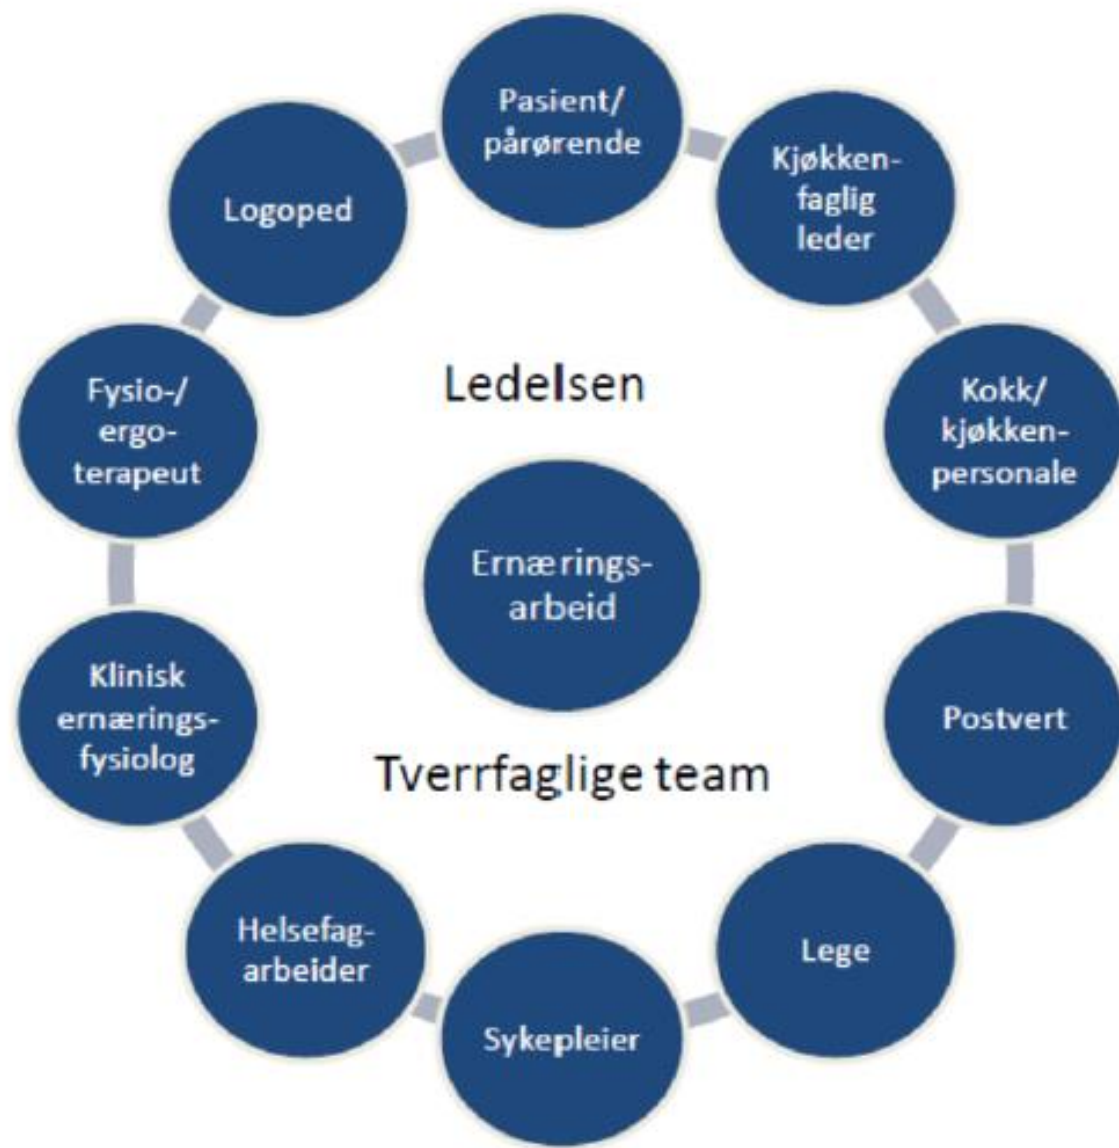 Pasient/
pårørende
Kjøkken-
faglig
leder
Kokk/
kjøkken-
personale
Postvert
Lege
Sykepleier
Helsefag-
arbeider
Klinisk
ernærings-
fysiolog
Fysio-/
ergo-
terapeut
Logoped
Ledelsen
Ernærings-
arbeid
Tverrfaglige team